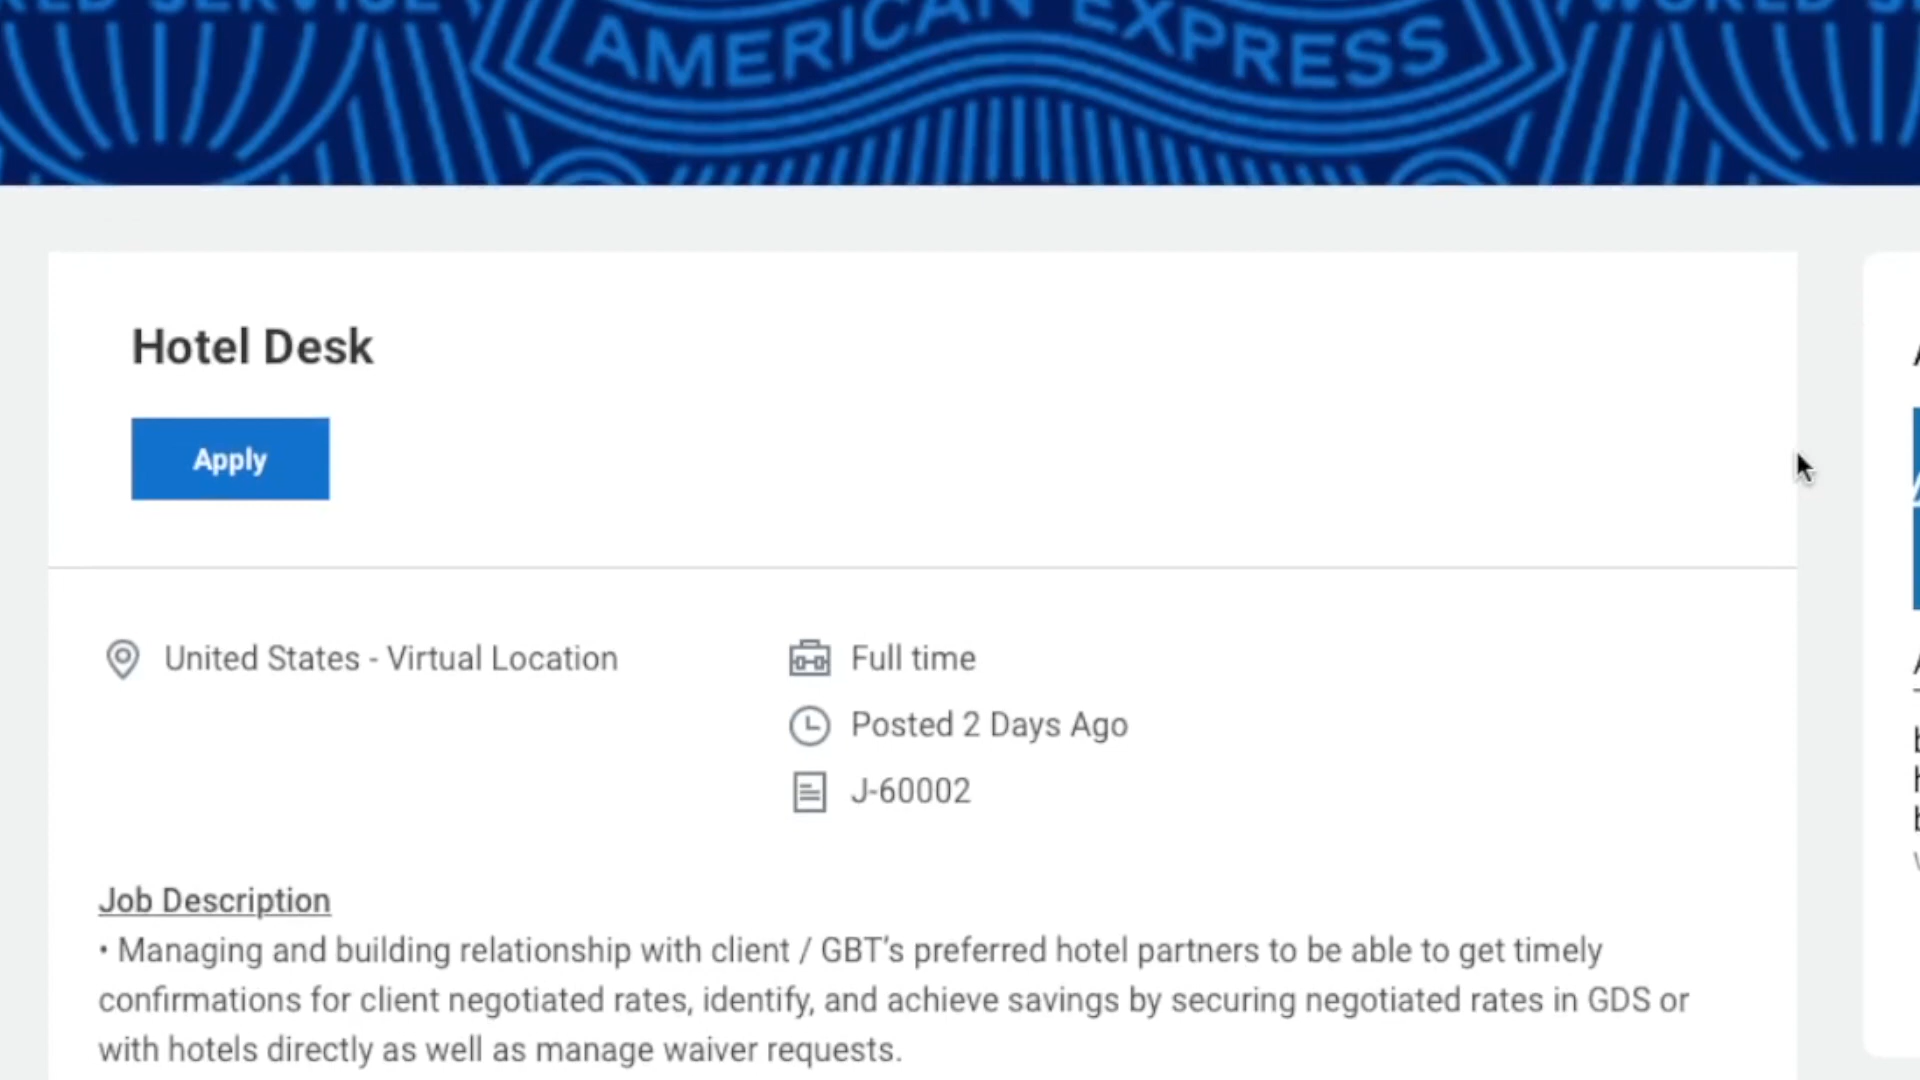 AMERICAN EXPRESS
Hotel Desk
Apply
United States - Virtual Location
Full time
Posted 2 Days Ago
J-60002
Job Description
• Managing and building relationship with client / GBT's preferred hotel partners to be able to get timely
confirmations for client negotiated rates, identify, and achieve savings by securing negotiated rates in GDS or
with hotels directly as well as manage waiver requests.